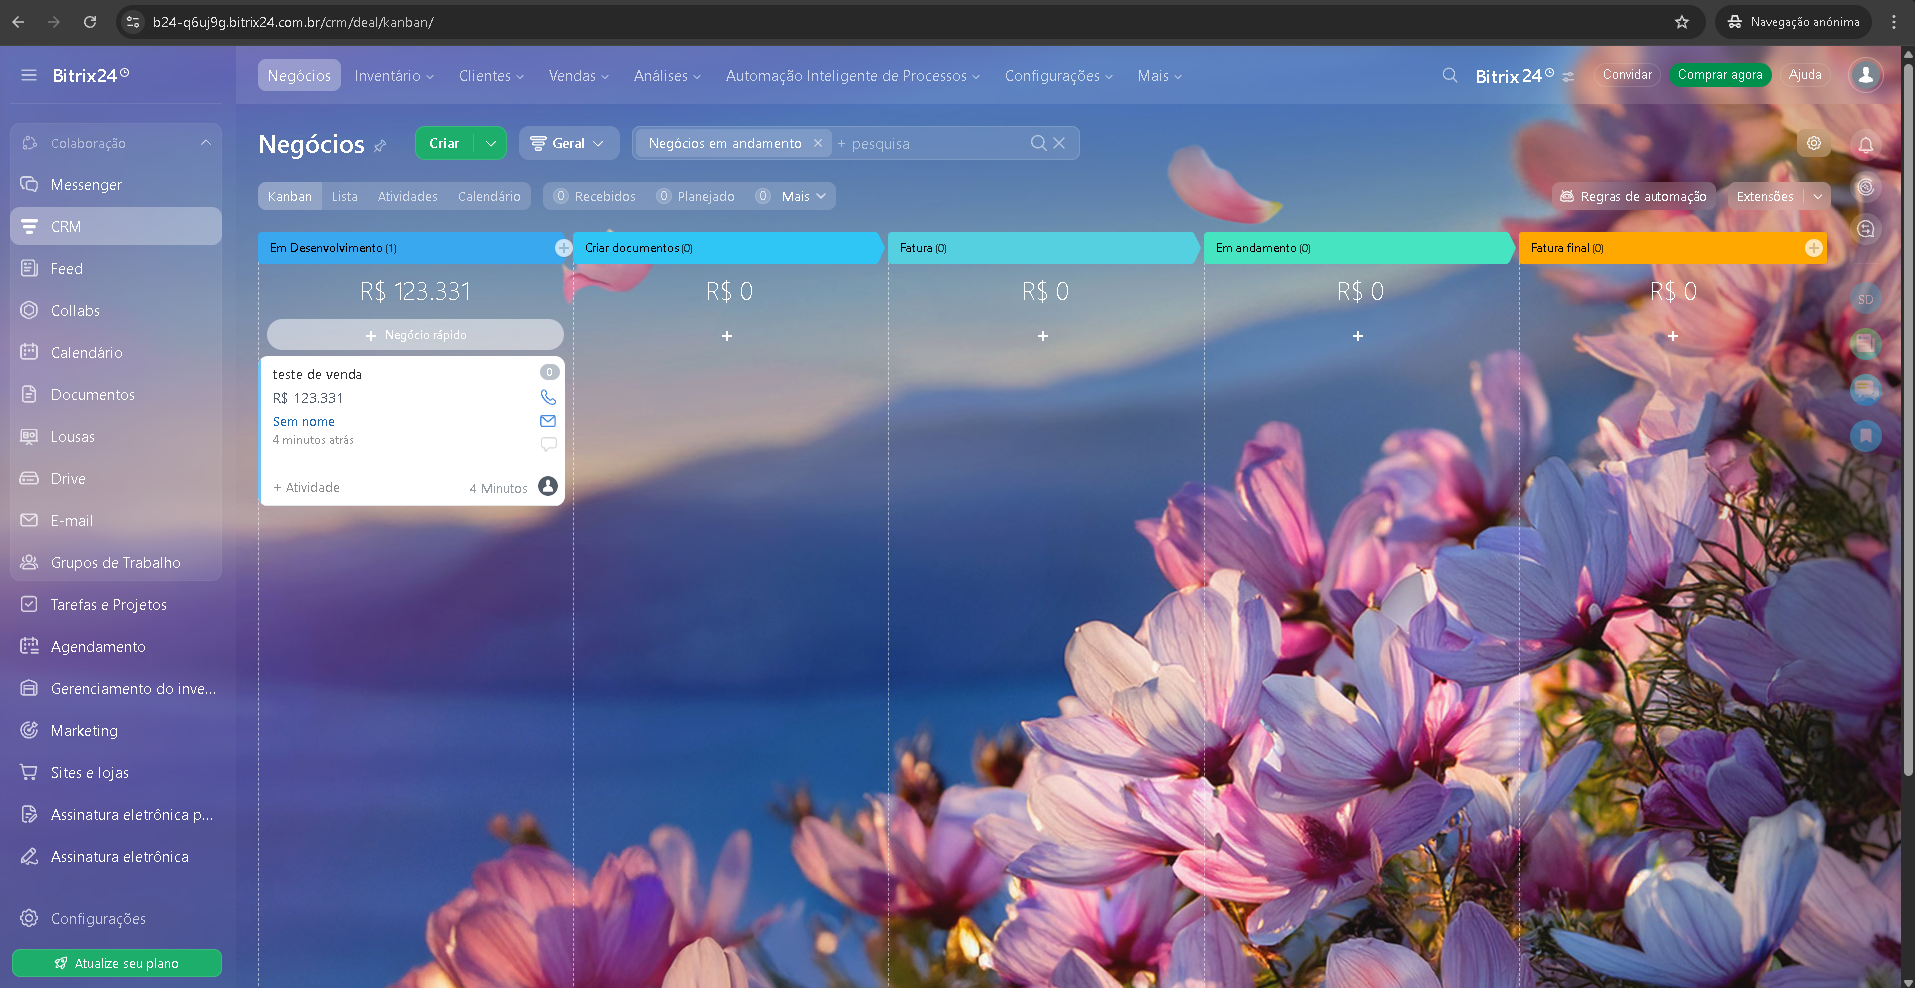 b24-q6uj9g.bitrix24.com.br/crm/deal/kanban/
Navegação anónima
Bitrix24
Negócios
Inventário
Clientes
Vendas
Análises
Automação Inteligente de Processos
Configurações
Mais
Bitrix 24
Convidar
Comprar agora
Ajuda
Colaboração
Messenger
CRM
Feed
Collabs
Calendário
Documentos
Lousas
Drive
E-mail
Grupos de Trabalho
Tarefas e Projetos
Agendamento
Gerenciamento do inve...
Marketing
Sites e lojas
Assinatura eletrônica p...
Assinatura eletrônica
Configurações
Atualize seu plano
Negócios
Criar
Geral
Negócios em andamento
+ pesquisa
Kanban
Lista
Atividades
Calendário
0 Recebidos
0 Planejado
0 Mais
Regras de automação
Extensões
Em Desenvolvimento (1)
Criar documentos (0)
Fatura (0)
Em andamento (0)
Fatura final (0)
R$ 123.331
R$ 0
R$ 0
R$ 0
R$ 0
+ Negócio rápido
+
+
+
+
teste de venda
0
R$ 123.331
Sem nome
4 minutos atrás
+ Atividade
4 Minutos
SD